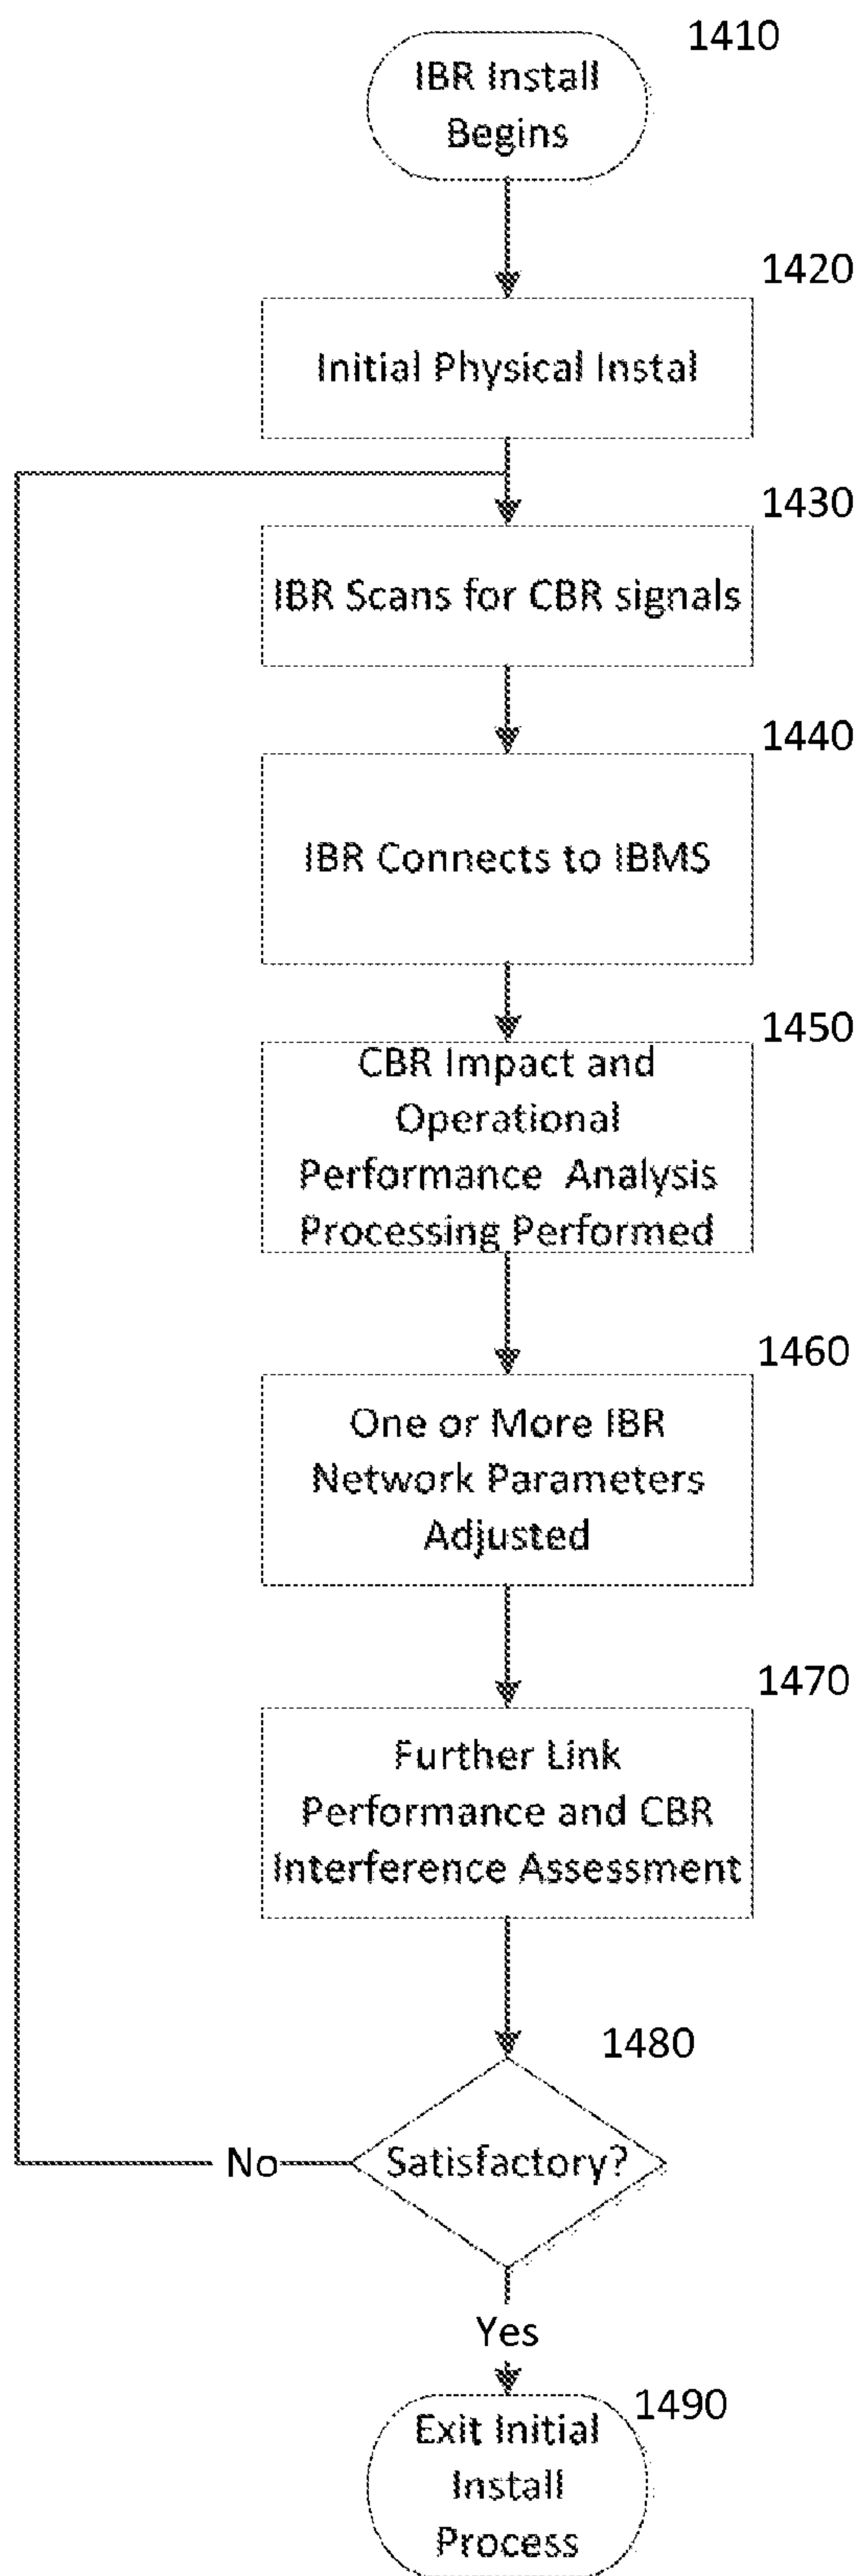 1410
IBR Install
Begins
1420
Initial Physical Instal
1430
IBR Scans for CBR signals
1440
IBR Connects to IBMS
1450
CBR Impact and
Operational
Performance Analysis
Processing Performed
1460
One or More IBR
Network Parameters
Adjusted
1470
Further Link
Performance and CBR
Interference Assessment
1480
Satisfactory?
No
Yes
1490
Exit Initial
Install
Process